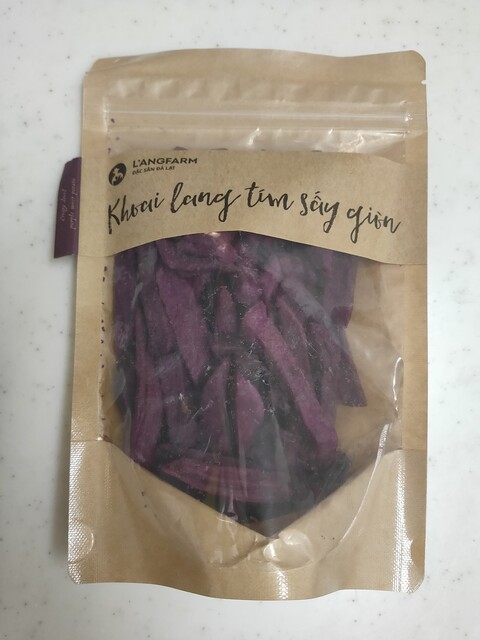 L'ANGFARM
ĐẶC SẢN ĐÀ LẠT
Khoai lang tím sấy giòn